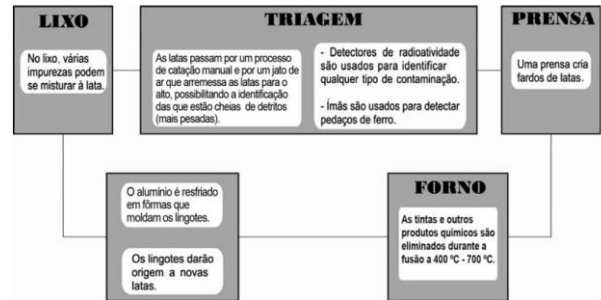 LIXO
No lixo, várias
impurezas podem
se misturar à lata.
TRIAGEM
As latas passam por um processo
de catação manual e por um jato de
ar que arremessa as latas para o
alto, possibilitando a identificação
das que estão cheias de detritos
(mais pesadas).
- Detectores de radioatividade
são usados para identificar
qualquer tipo de contaminação.
- Ímãs são usados para detectar
pedaços de ferro.
PRENSA
Uma prensa cria
fardos de latas.
O alumínio é resfriado
em fôrmas que
moldam os lingotes.
Os lingotes darão
origem a novas
latas.
FORNO
As tintas e outros
produtos químicos são
eliminados durante a
fusão a 400 ºC - 700 ºC.